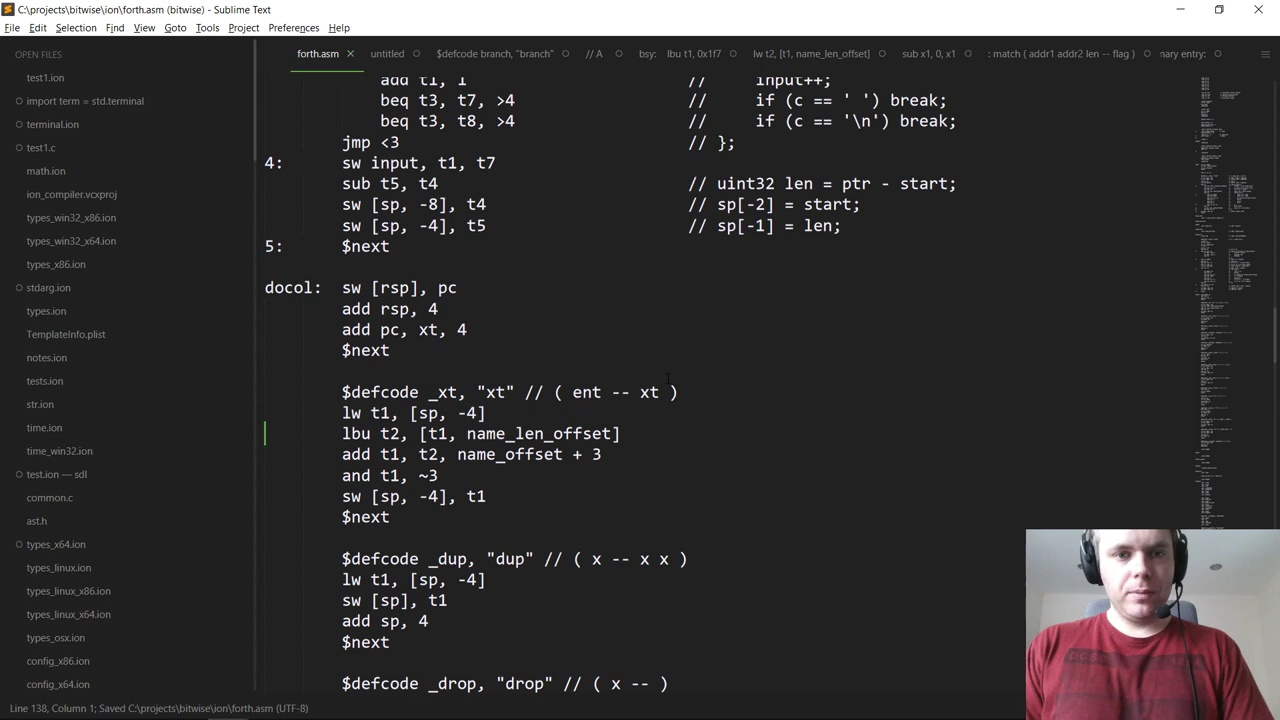 C:\projects\bitwise\ion\forth.asm (bitwise) - Sublime Text
File Edit Selection Find View Goto Tools Project Preferences Help
OPEN FILES
test1.ion
import term = std.terminal
terminal.ion
test1.c
math.ion
ion_compiler.vcxproj
types_win32_x86.ion
types_win32_x64.ion
types_x86.ion
stdarg.ion
types.ion
TemplateInfo.plist
notes.ion
tests.ion
str.ion
time.ion
time_win32.ion
test.ion — sdl
common.c
ast.h
types_x64.ion
types_linux.ion
types_linux_x86.ion
types_linux_x64.ion
types_osx.ion
config_x86.ion
config_x64.ion
forth.asm untitled $defcode branch, "branch" // A bsy: lbu t1, 0x1f7 lw t2, [t1, name_len_offset] sub x1, 0, x1 : match ( addr1 addr2 len -- flag ) nary entry:
add t1, 1 // input++;
beq t3, t7, >4 // if (c == ' ') break;
beq t3, t8, >4 // if (c == '\n') break;
jmp <3 // };
4: sw input, t1, t7
sub t5, t4 // uint32 len = ptr - start;
sw [sp, -8], t4 // sp[-2] = start;
sw [sp, -4], t5 // sp[-1] = len;
5: $next
docol: sw [rsp], pc
add rsp, 4
add pc, xt, 4
$next
$defcode _xt, "xt" // ( ent -- xt )
lw t1, [sp, -4]
lhu t2, [t1, name_len_offset]
add t1, t2, name_offset + 3
and t1, ~3
sw [sp, -4], t1
$next
$defcode _dup, "dup" // ( x -- x x )
lw t1, [sp, -4]
sw [sp], t1
add sp, 4
$next
$defcode _drop, "drop" // ( x -- )
Line 138, Column 1; Saved C:\projects\bitwise\ion\forth.asm (UTF-8)